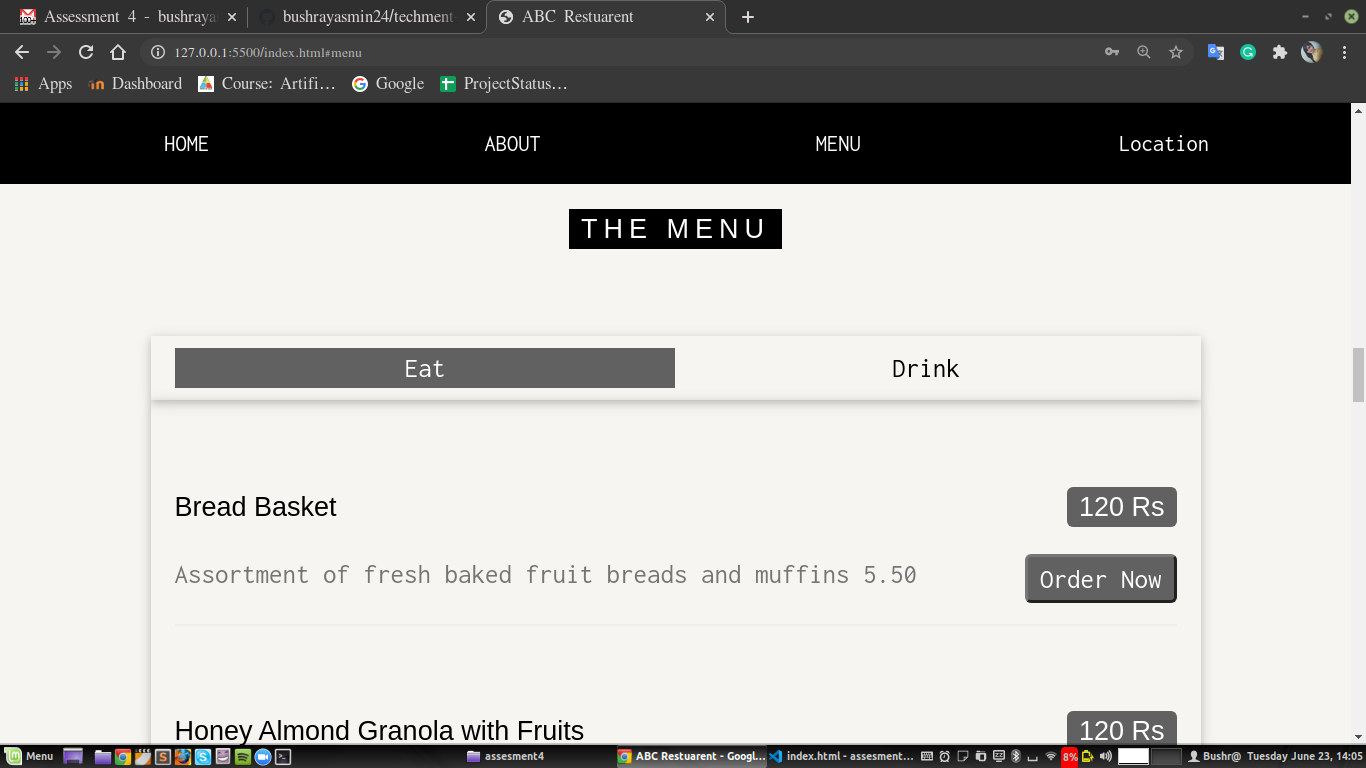 Assessment 4 - bushraya
bushrayasmin24/techment
ABC Restuarent
127.0.0.1:5500/index.html#menu
Apps Dashboard Course: Artifi… Google ProjectStatus…
HOME ABOUT MENU Location
THE MENU
Eat Drink
Bread Basket 120 Rs
Assortment of fresh baked fruit breads and muffins 5.50 Order Now
Honey Almond Granola with Fruits 120 Rs
Menu assesment4 ABC Restuarent - Googl... index.html - assesment... 8% Bushr@ Tuesday June 23, 14:05